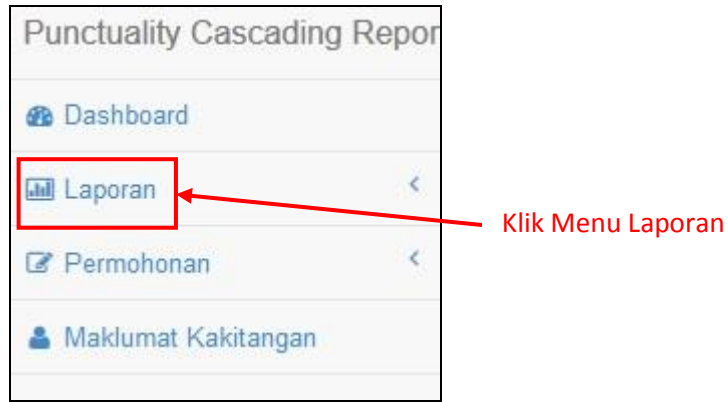 Punctuality Cascading Repor
Dashboard
Laporan
Klik Menu Laporan
Permohonan
Maklumat Kakitangan